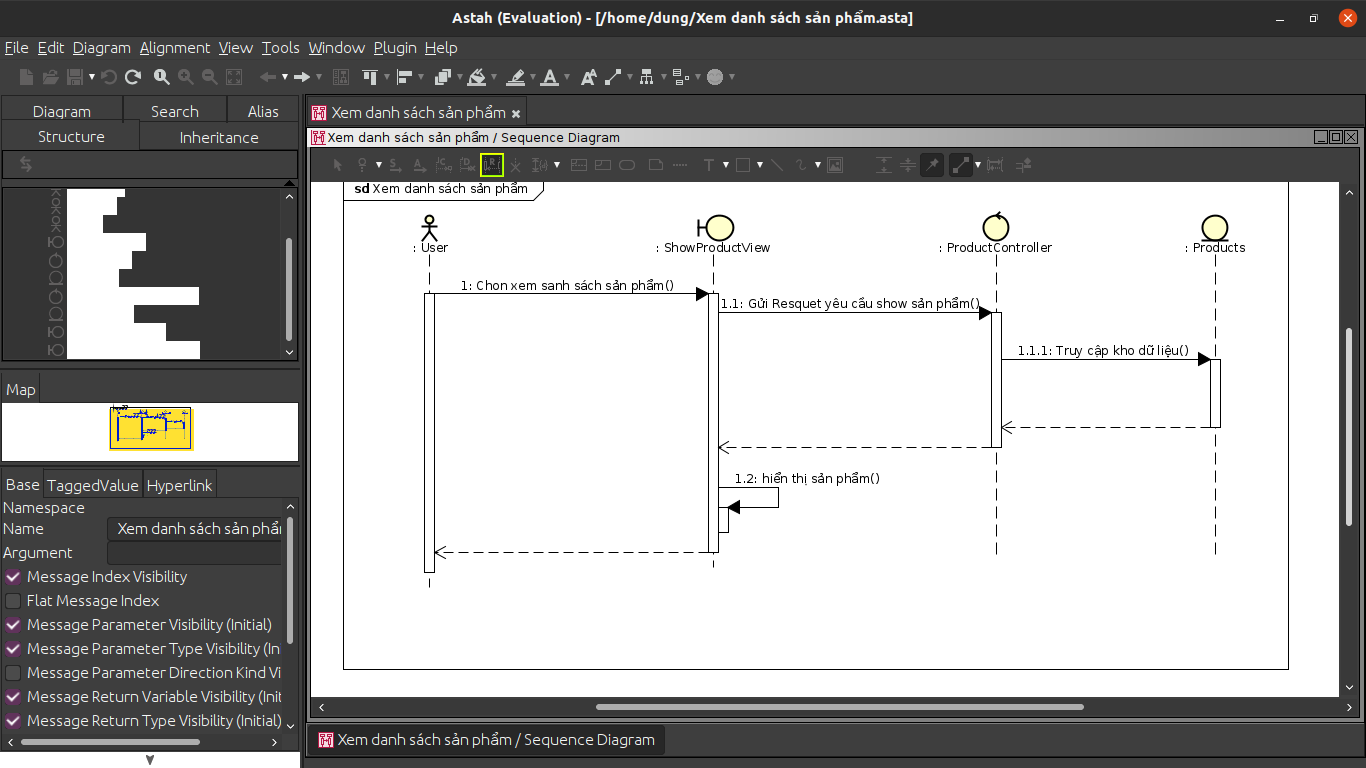 Astah (Evaluation) - [/home/dung/Xem danh sách sản phẩm.asta]
File Edit Diagram Alignment View Tools Window Plugin Help
Diagram Search Alias
Structure Inheritance
Xem danh sách sản phẩm
Xem danh sách sản phẩm / Sequence Diagram
sd Xem danh sách sản phẩm
: User
: ShowProductView
: ProductController
: Products
1: Chon xem sanh sách sản phẩm()
1.1: Gửi Resquet yêu cầu show sản phẩm()
1.1.1: Truy cập kho dữ liệu()
1.2: hiển thị sản phẩm()
Map
Base TaggedValue Hyperlink
Namespace
Name Xem danh sách sản phẩ
Argument
Message Index Visibility
Flat Message Index
Message Parameter Visibility (Initial)
Message Parameter Type Visibility (In
Message Parameter Direction Kind Vi
Message Return Variable Visibility (Init
Message Return Type Visibility (Initial)
Xem danh sách sản phẩm / Sequence Diagram